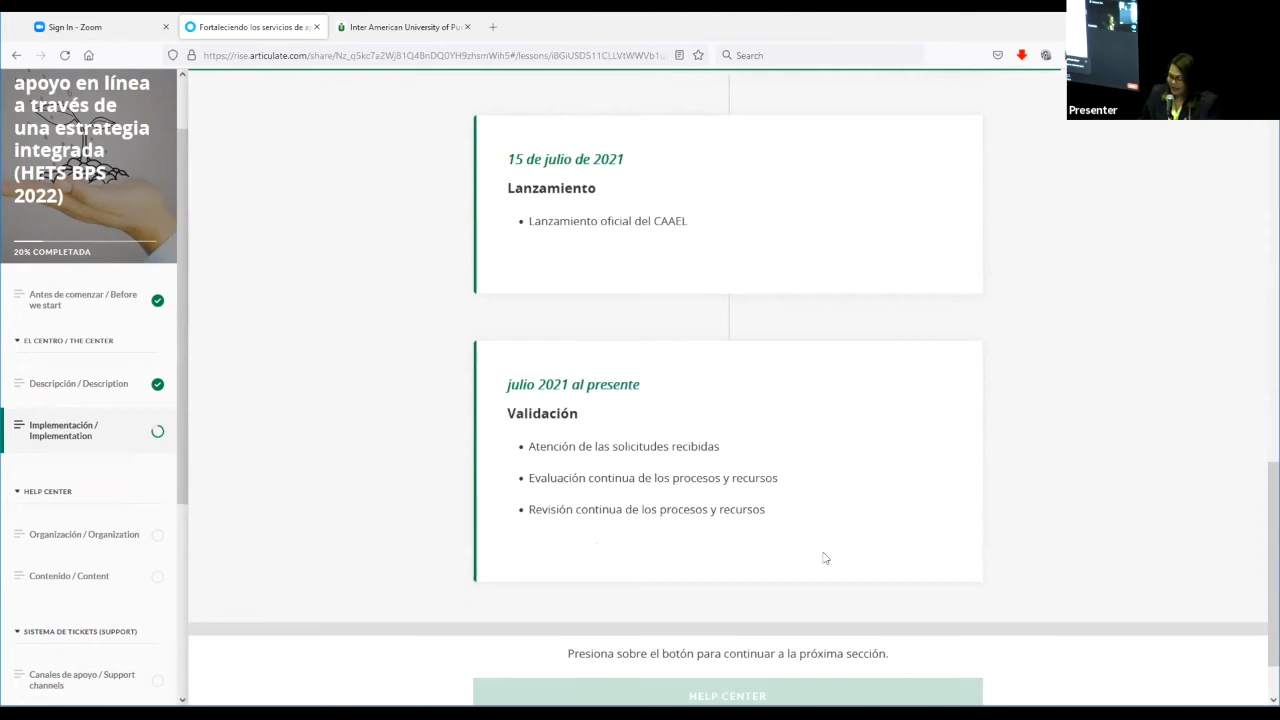 Sign In - Zoom
Fortaleciendo los servicios de a
Inter American University of Pu
https://rise.articulate.com/share/Nz_q5kc7a2Wj81Q48nDQ0YH9zhsmWih5#/lessons/i8GiUSD511CLLVtWWVb1u
Search
Presenter
apoyo en línea
a través de
una estrategia
integrada
(HETS BPS
2022)
20% COMPLETADA
Antes de comenzar / Before
we start
EL CENTRO / THE CENTER
Descripción / Description
Implementación /
Implementation
HELP CENTER
Organización / Organization
Contenido / Content
SISTEMA DE TICKETS (SUPPORT)
Canales de apoyo / Support
channels
15 de julio de 2021
Lanzamiento
• Lanzamiento oficial del CAAEL
julio 2021 al presente
Validación
• Atención de las solicitudes recibidas
• Evaluación continua de los procesos y recursos
• Revisión continua de los procesos y recursos
Presiona sobre el botón para continuar a la próxima sección.
HELP CENTER